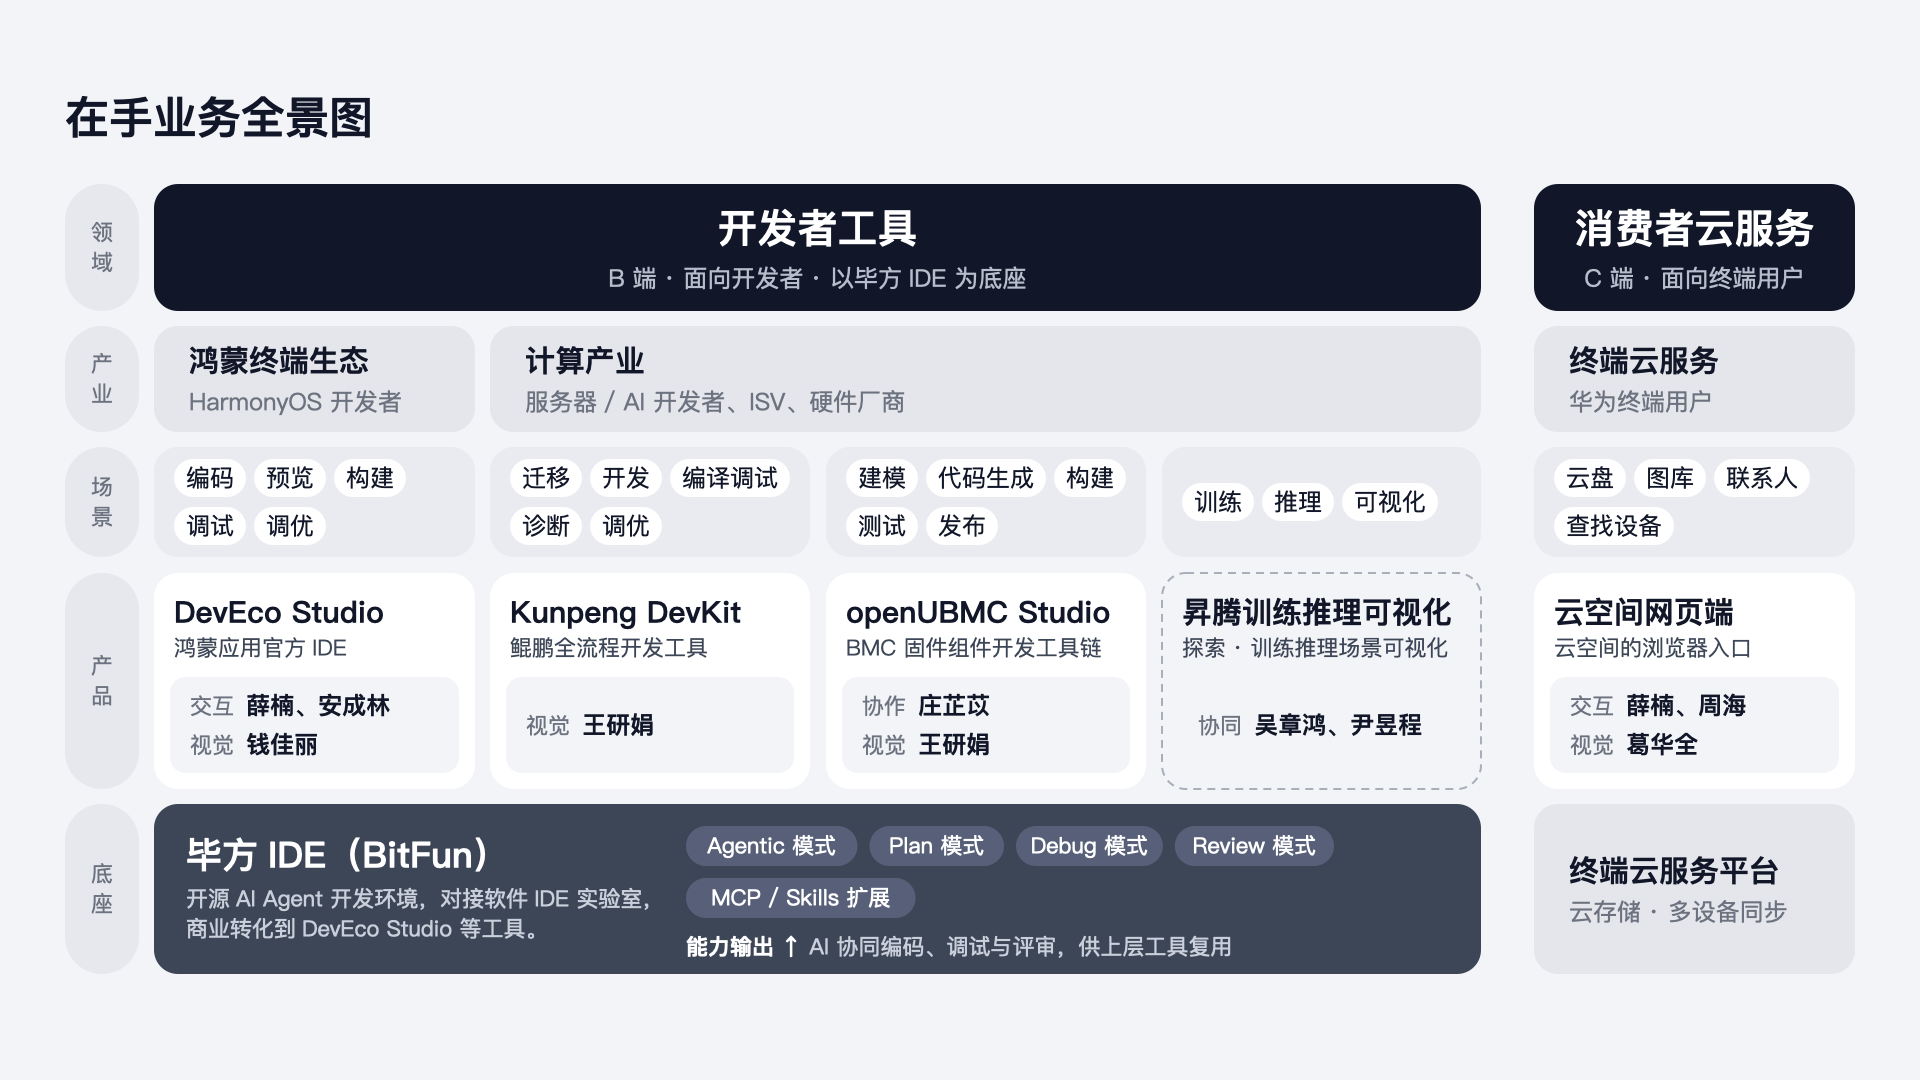 在手业务全景图
领域
开发者工具
B 端 · 面向开发者 · 以毕方 IDE 为底座
消费者云服务
C 端 · 面向终端用户
产业
鸿蒙终端生态
HarmonyOS 开发者
计算产业
服务器 / AI 开发者、ISV、硬件厂商
终端云服务
华为终端用户
场景
编码 预览 构建
调试 调优
迁移 开发 编译调试
诊断 调优
建模 代码生成 构建
测试 发布
训练 推理 可视化
云盘 图库 联系人
查找设备
产品
DevEco Studio
鸿蒙应用官方 IDE
交互 薛楠、安成林
视觉 钱佳丽
Kunpeng DevKit
鲲鹏全流程开发工具
视觉 王研娟
openUBMC Studio
BMC 固件组件开发工具链
协作 庄芷苡
视觉 王研娟
昇腾训练推理可视化
探索 · 训练推理场景可视化
协同 吴章鸿、尹昱程
云空间网页端
云空间的浏览器入口
交互 薛楠、周海
视觉 葛华全
底座
毕方 IDE（BitFun）
开源 AI Agent 开发环境，对接软件 IDE 实验室，
商业转化到 DevEco Studio 等工具。
Agentic 模式 Plan 模式 Debug 模式 Review 模式
MCP / Skills 扩展
能力输出 ↑ AI 协同编码、调试与评审，供上层工具复用
终端云服务平台
云存储 · 多设备同步